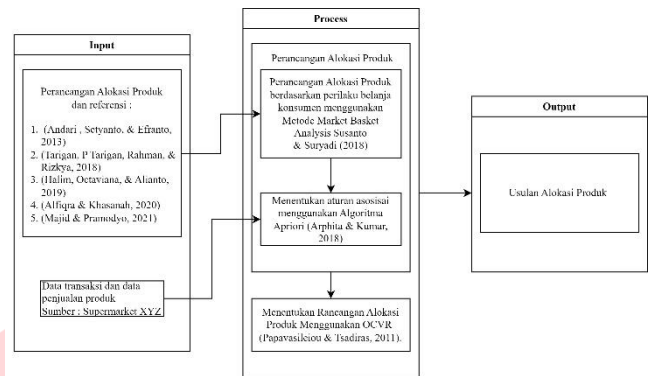 Input
Perancangan Alokasi Produk
dan referensi :
1. (Andari , Setyanto, & Efranto,
2013)
2. (Tarigan, P Tarigan, Rahman, &
Rizkya, 2018)
3. (Halim, Octaviana, & Alianto,
2019)
4. (Alfiqra & Khasanah, 2020)
5. (Majid & Pramodyo, 2021)
Data transaksi dan data
penjualan produk
Sumber : Supermarket XYZ
Process
Perancangan Alokasi Produk
Perancangan Alokasi Produk
berdasarkan perilaku belanja
konsumen menggunakan
Metode Market Basket
Analysis Susanto
& Suryadi (2018)
Menentukan aturan asosisai
menggunakan Algoritma
Apriori (Arphita & Kumar,
2018)
Menentukan Rancangan Alokasi
Produk Menggunakan OCVR
(Papavasileiou & Tsadiras, 2011).
Output
Usulan Alokasi Produk